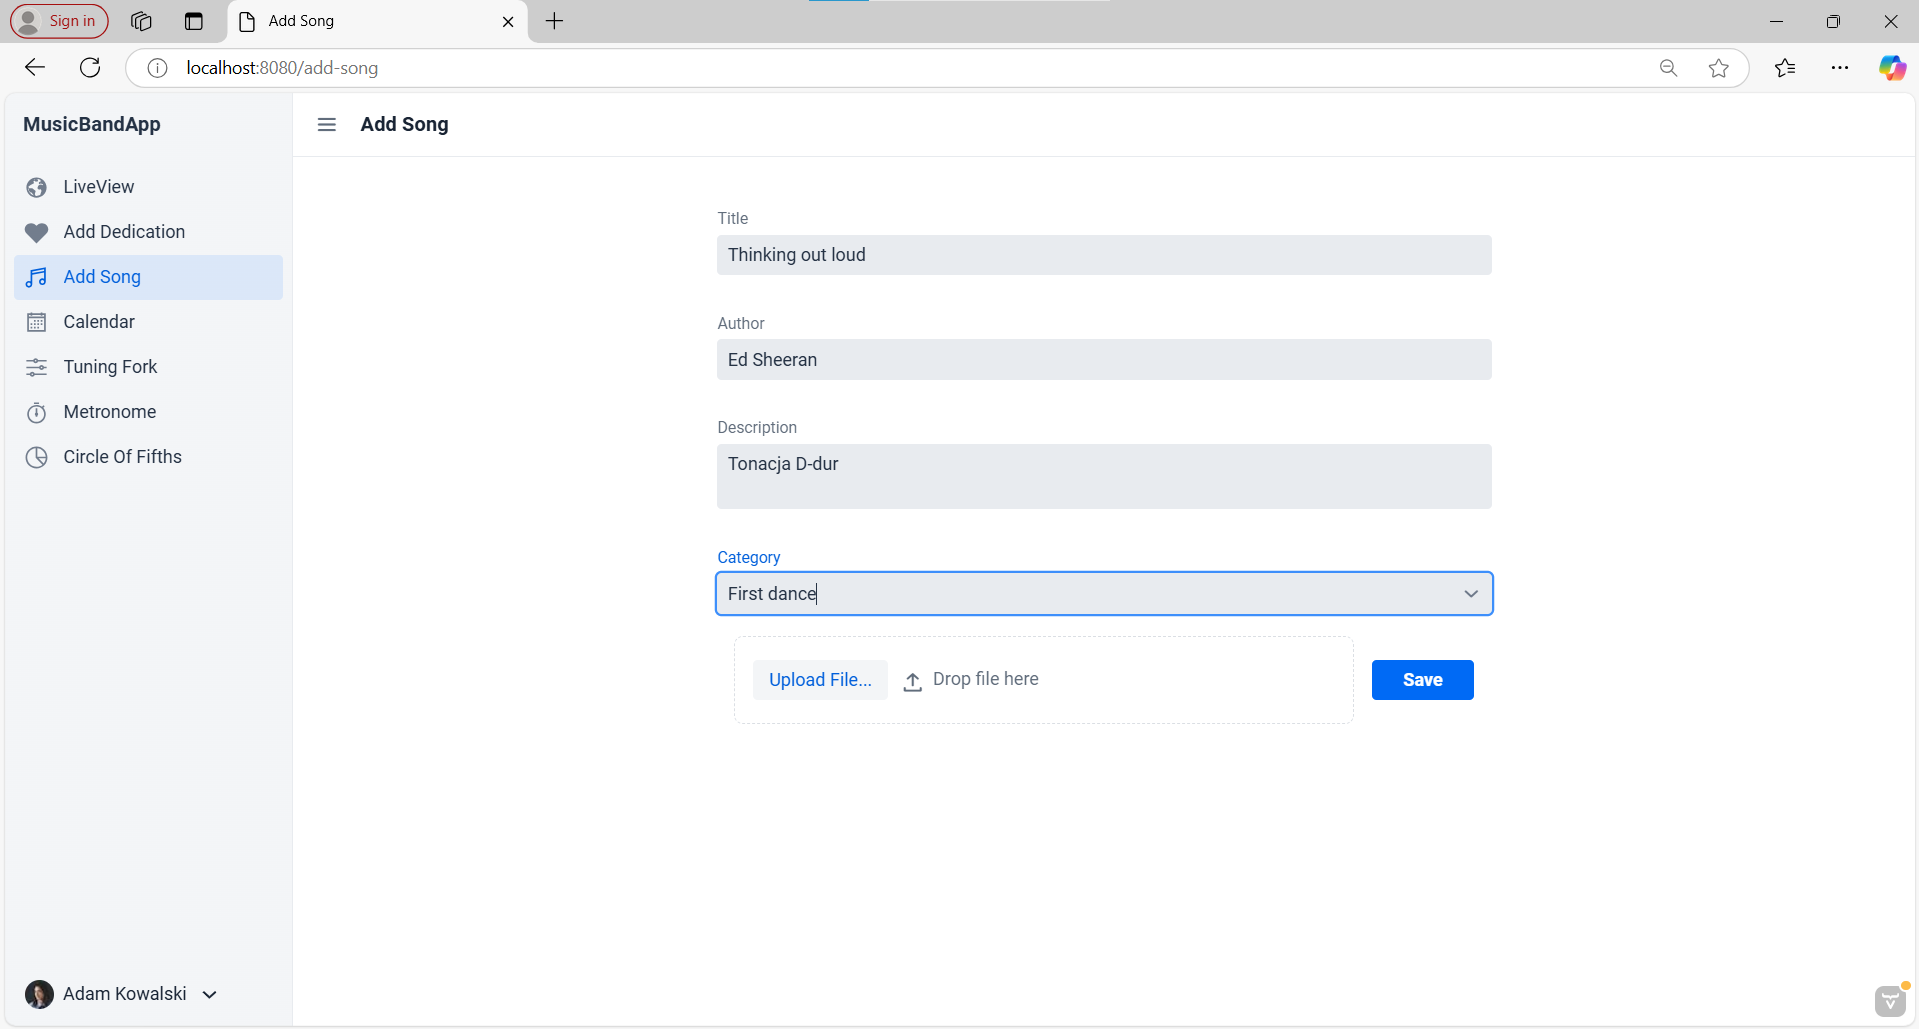 Sign in
Add Song
localhost:8080/add-song
MusicBandApp
Add Song
LiveView
Add Dedication
Add Song
Calendar
Tuning Fork
Metronome
Circle Of Fifths
Title
Thinking out loud
Author
Ed Sheeran
Description
Tonacja D-dur
Category
First dance
Upload File...
Drop file here
Save
Adam Kowalski